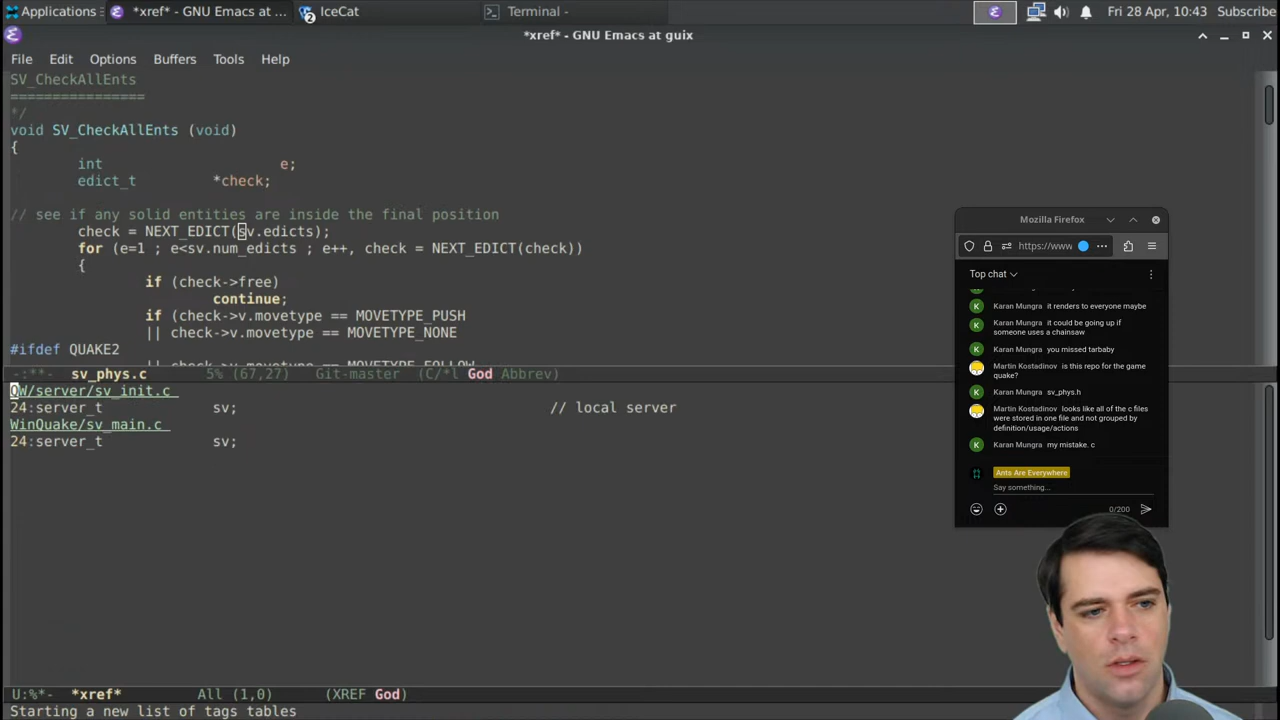 Applications
*xref* - GNU Emacs at ...
2
IceCat
Terminal -
Fri 28 Apr, 10:43
Subscribe
*xref* - GNU Emacs at guix
File Edit Options Buffers Tools Help
SV_CheckAllEnts
================
*/
void SV_CheckAllEnts (void)
{
int e;
edict_t *check;
// see if any solid entities are inside the final position
check = NEXT_EDICT(sv.edicts);
for (e=1 ; e<sv.num_edicts ; e++, check = NEXT_EDICT(check))
{
if (check->free)
continue;
if (check->v.movetype == MOVETYPE_PUSH
|| check->v.movetype == MOVETYPE_NONE
#ifdef QUAKE2
|| check->v.movetype == MOVETYPE_FOLLOW
-:**- sv_phys.c 5% (67,27) Git-master (C/*l God Abbrev)
QW/server/sv_init.c
24:server_t sv; // local server
WinQuake/sv_main.c
24:server_t sv;
U:%*- *xref* All (1,0) (XREF God)
Starting a new list of tags tables
Mozilla Firefox
https://www
Top chat
Karan Mungra it renders to everyone maybe
Karan Mungra it could be going up if
someone uses a chainsaw
Karan Mungra you missed tarbaby
Martin Kostadinov is this repo for the game
quake?
Karan Mungra sv_phys.h
Martin Kostadinov looks like all of the c files
were stored in one file and not grouped by
definition/usage/actions
Karan Mungra my mistake. c
Ants Are Everywhere
Say something...
0/200